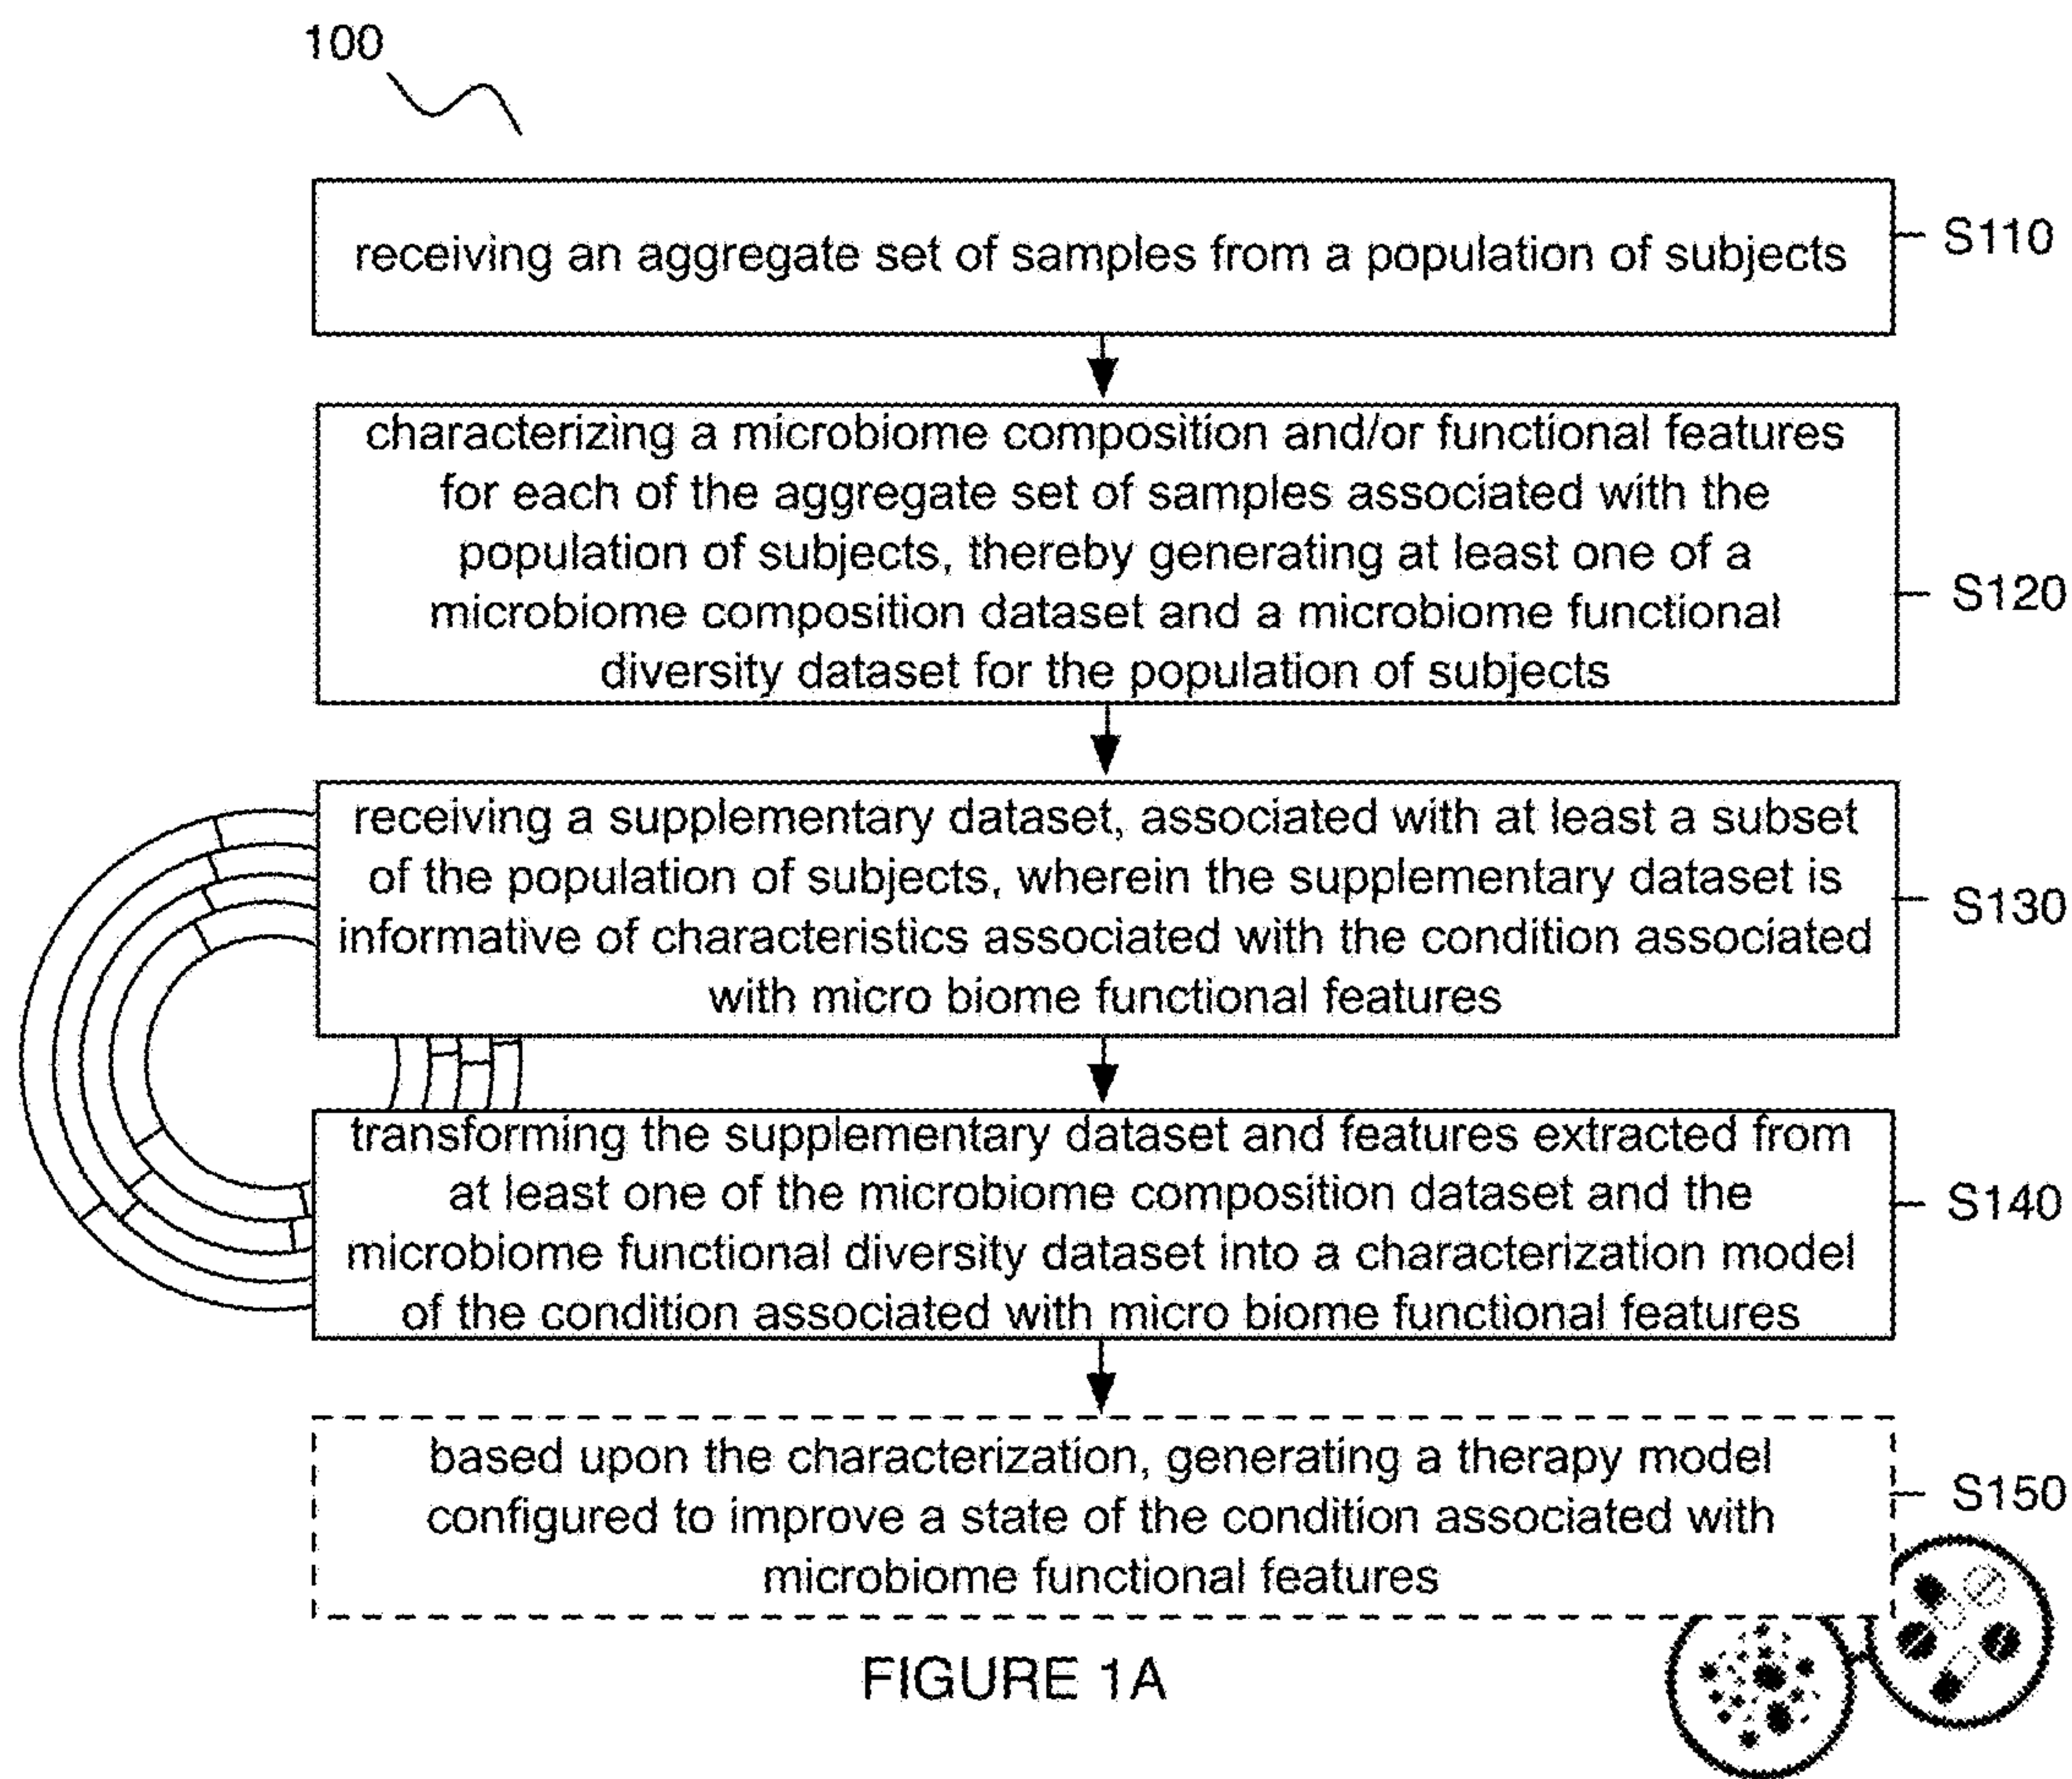 100
receiving an aggregate set of samples from a population of subjects
S110
characterizing a microbiome composition and/or functional features
for each of the aggregate set of samples associated with the
population of subjects, thereby generating at least one of a
microbiome composition dataset and a microbiome functional
diversity dataset for the population of subjects
S120
receiving a supplementary dataset, associated with at least a subset
of the population of subjects, wherein the supplementary dataset is
informative of characteristics associated with the condition associated
with micro biome functional features
S130
transforming the supplementary dataset and features extracted from
at least one of the microbiome composition dataset and the
microbiome functional diversity dataset into a characterization model
of the condition associated with micro biome functional features
S140
based upon the characterization, generating a therapy model
configured to improve a state of the condition associated with
microbiome functional features
S150
FIGURE 1A